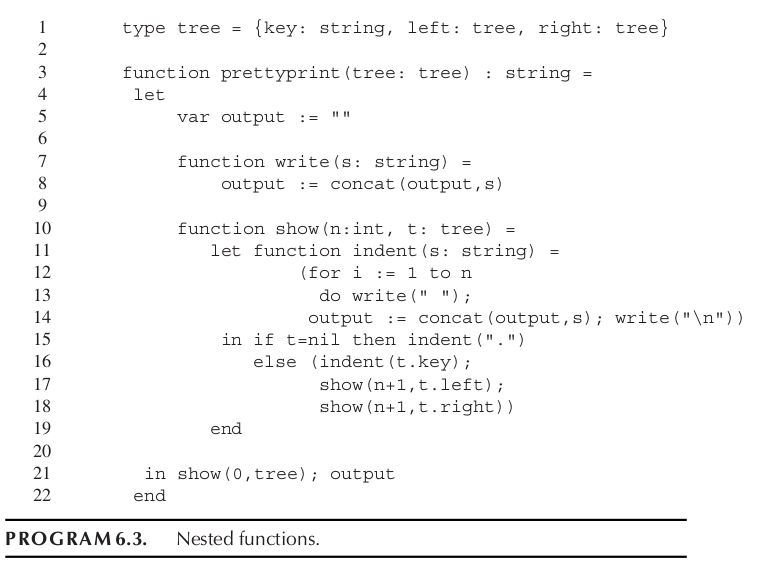 1 type tree = {key: string, left: tree, right: tree}
2
3 function prettyprint(tree: tree) : string =
4 let
5 var output := ""
6
7 function write(s: string) =
8 output := concat(output,s)
9
10 function show(n:int, t: tree) =
11 let function indent(s: string) =
12 (for i := 1 to n
13 do write(" ");
14 output := concat(output,s); write("\n"))
15 in if t=nil then indent(".")
16 else (indent(t.key);
17 show(n+1,t.left);
18 show(n+1,t.right))
19 end
20
21 in show(0,tree); output
22 end
PROGRAM 6.3. Nested functions.